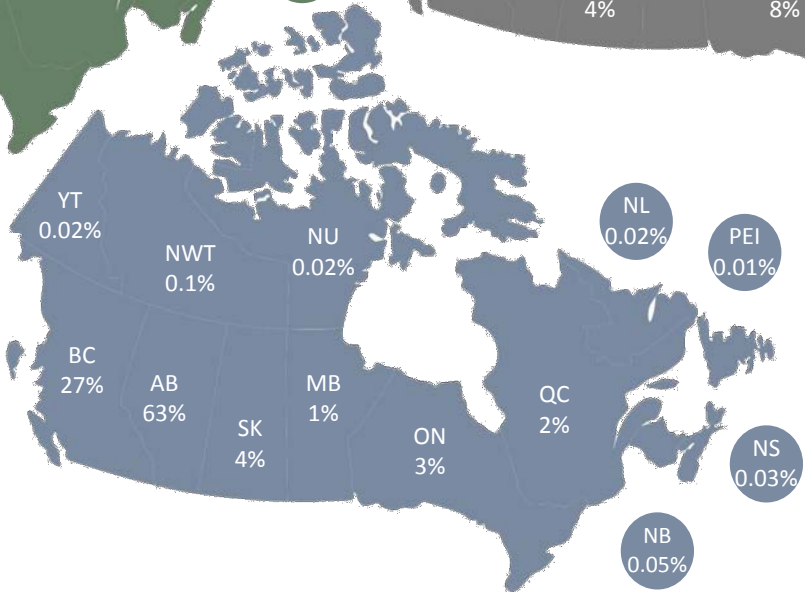 4%
8%
YT
0.02%
NWT
0.1%
NU
0.02%
NL
0.02%
PEI
0.01%
BC
27%
AB
63%
SK
4%
MB
1%
ON
3%
QC
2%
NS
0.03%
NB
0.05%